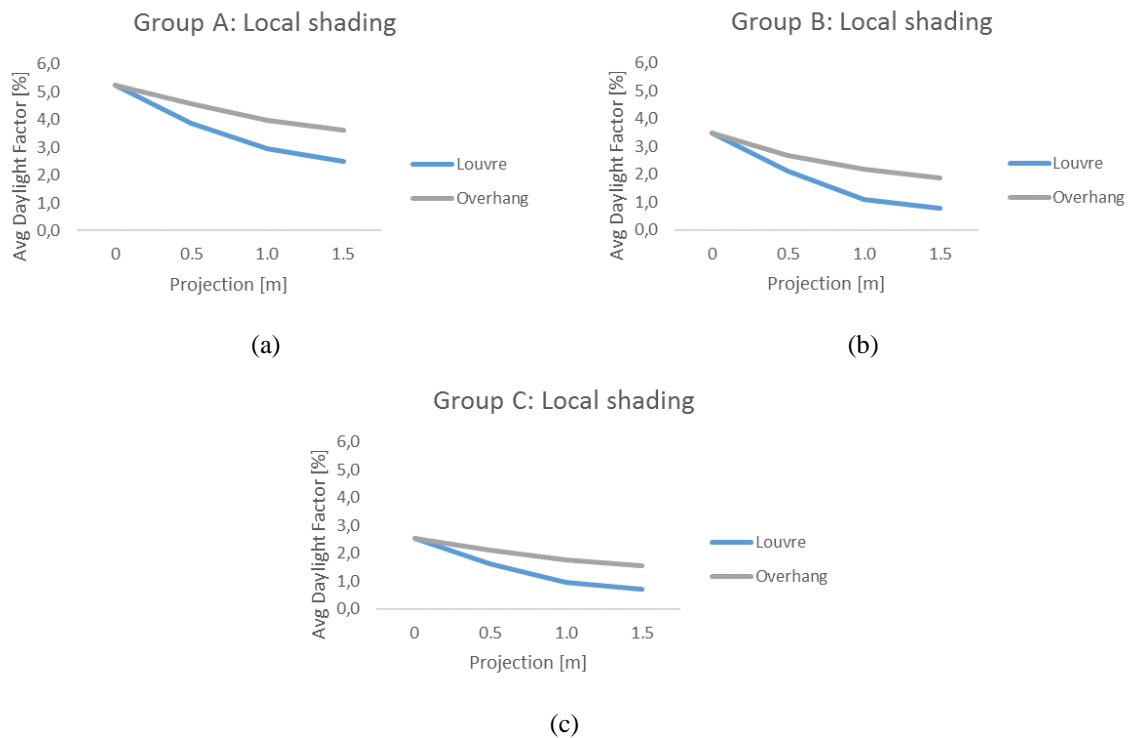 Group A: Local shading
Avg Daylight Factor [%]
6,0
5,0
4,0
3,0
2,0
1,0
0,0
0 0.5 1.0 1.5
Projection [m]
Louvre
Overhang
(a)
Group B: Local shading
Avg Daylight Factor [%]
6,0
5,0
4,0
3,0
2,0
1,0
0,0
0 0.5 1.0 1.5
Projection [m]
Louvre
Overhang
(b)
Group C: Local shading
Avg Daylight Factor [%]
6,0
5,0
4,0
3,0
2,0
1,0
0,0
0 0.5 1.0 1.5
Projection [m]
Louvre
Overhang
(c)